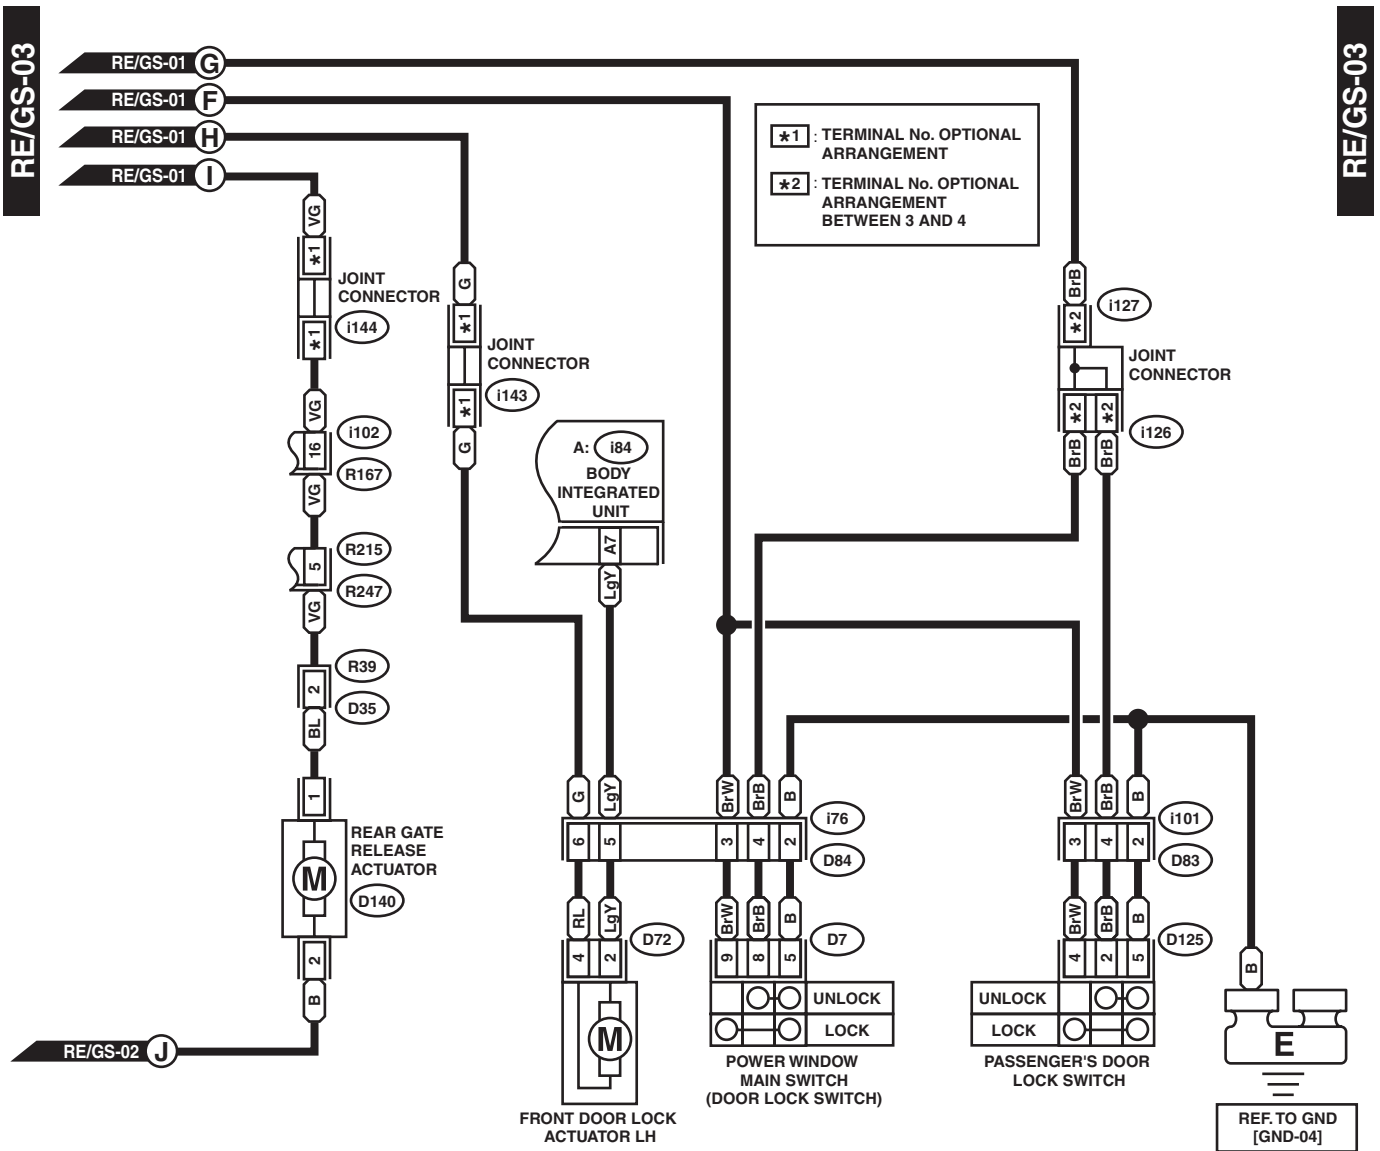 RE/GS-03
RE/GS-03
RE/GS-01 G
RE/GS-01 F
RE/GS-01 H
RE/GS-01 I
*1 : TERMINAL No. OPTIONAL
ARRANGEMENT
*2 : TERMINAL No. OPTIONAL
ARRANGEMENT
BETWEEN 3 AND 4
VG
*1
JOINT
CONNECTOR
i144
*1
VG
i102
16
R167
VG
R215
5
R247
VG
R39
2
D35
BL
1
REAR GATE
RELEASE
ACTUATOR
M
D140
2
B
RE/GS-02 J
G
*1
JOINT
CONNECTOR
i143
*1
G
A: i84
BODY
INTEGRATED
UNIT
A7
LgY
BrB
i127
*2
JOINT
CONNECTOR
*2 *2
i126
BrB BrB
G LgY BrW BrB B
i76
6 5 3 4 2
D84
RL LgY BrW BrB B
D72
4 2
M
FRONT DOOR LOCK
ACTUATOR LH
D7
9 8 5
UNLOCK
LOCK
POWER WINDOW
MAIN SWITCH
(DOOR LOCK SWITCH)
BrW BrB B
i101
3 4 2
D83
BrW BrB B
D125
4 2 5
UNLOCK
LOCK
PASSENGER'S DOOR
LOCK SWITCH
B
E
REF. TO GND
[GND-04]